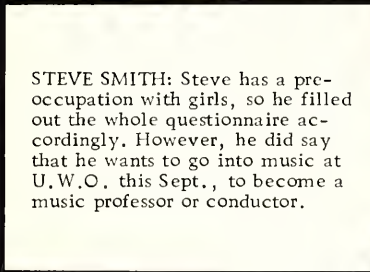 STEVE SMITH: Steve has a pre-
occupation with girls, so he filled
out the whole questionnaire ac-
cordingly. However, he did say
that he wants to go into music at
U.W.O. this Sept., to become a
music professor or conductor.